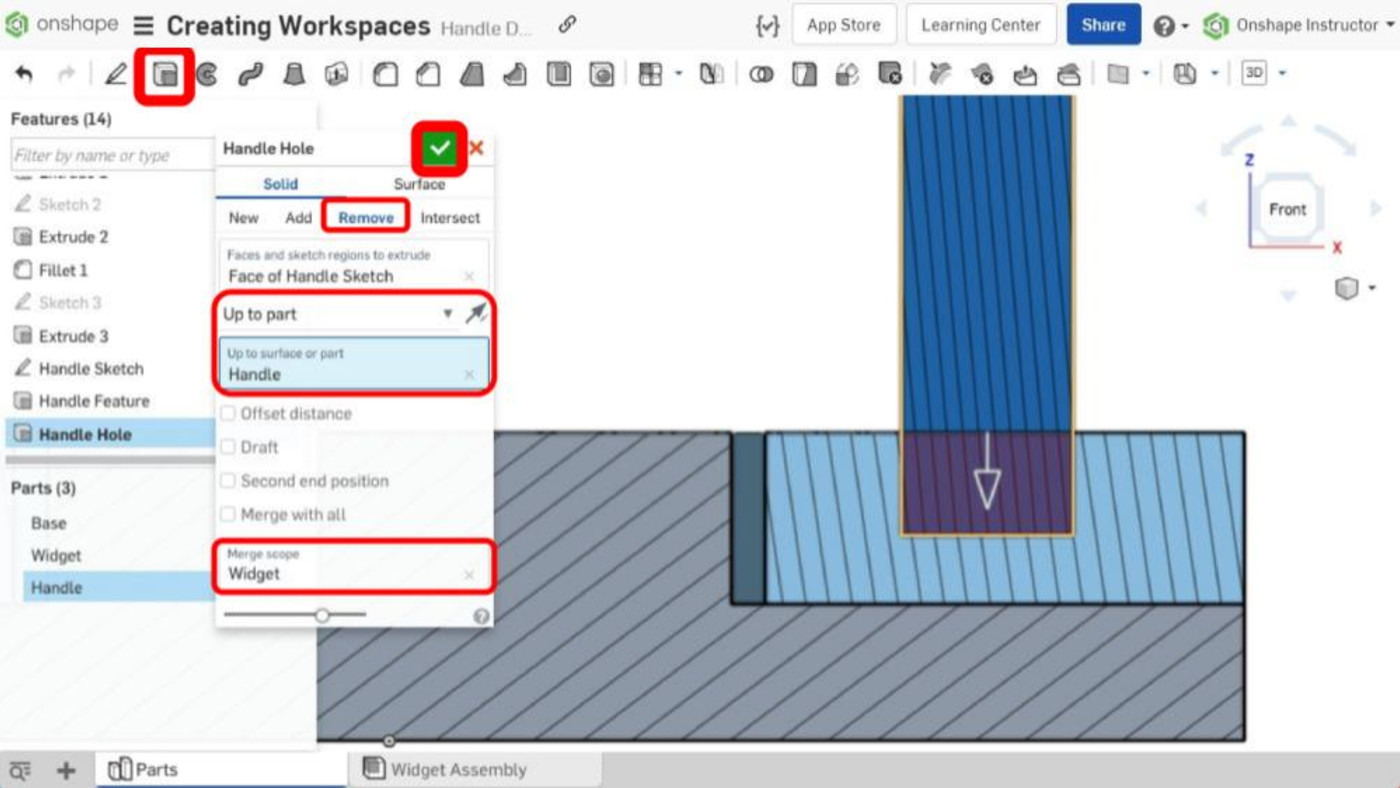 onshape Creating Workspaces Handle D... App Store Learning Center Share Onshape Instructor
3D
Features (14)
Filter by name or type
Sketch 2
Extrude 2
Fillet 1
Sketch 3
Extrude 3
Handle Sketch
Handle Feature
Handle Hole
Parts (3)
Base
Widget
Handle
Handle Hole
Solid Surface
New Add Remove Intersect
Faces and sketch regions to extrude
Face of Handle Sketch
Up to part
Up to surface or part
Handle
Offset distance
Draft
Second end position
Merge with all
Merge scope
Widget
Z
Front
X
Parts Widget Assembly